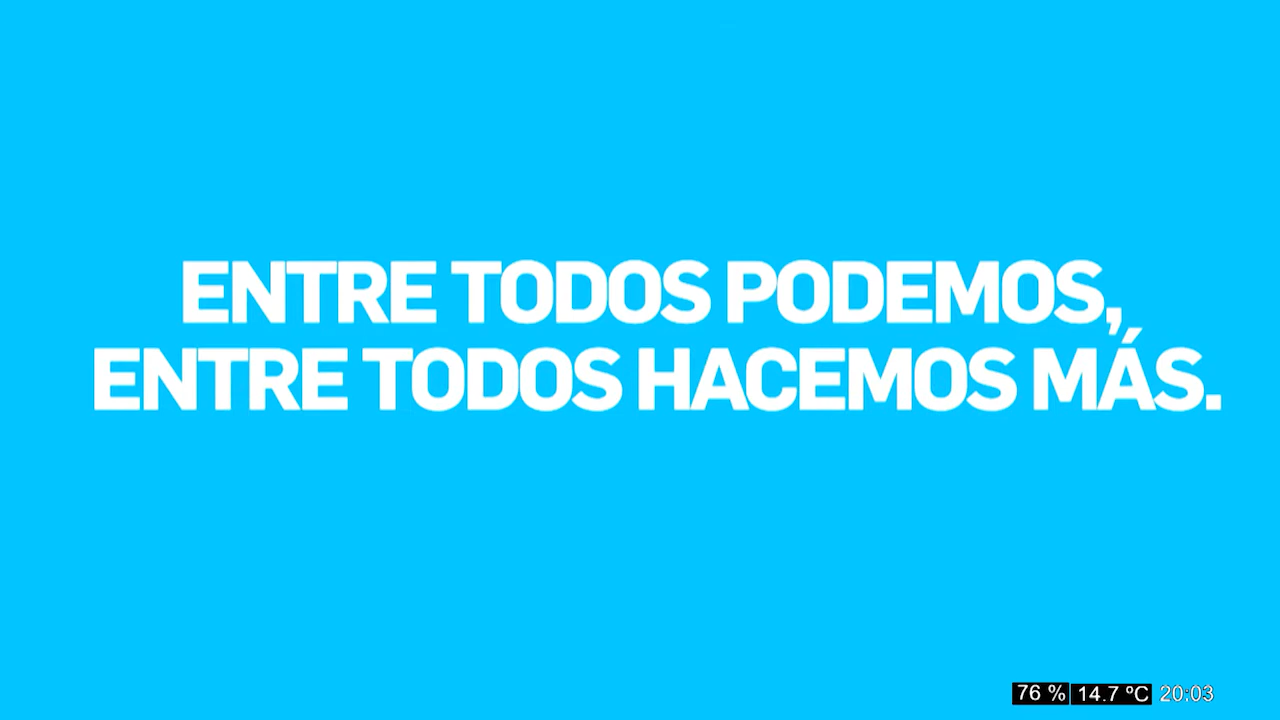 ENTRE TODOS PODEMOS,
ENTRE TODOS HACEMOS MÁS.
76 % 14.7 ºC 20:03